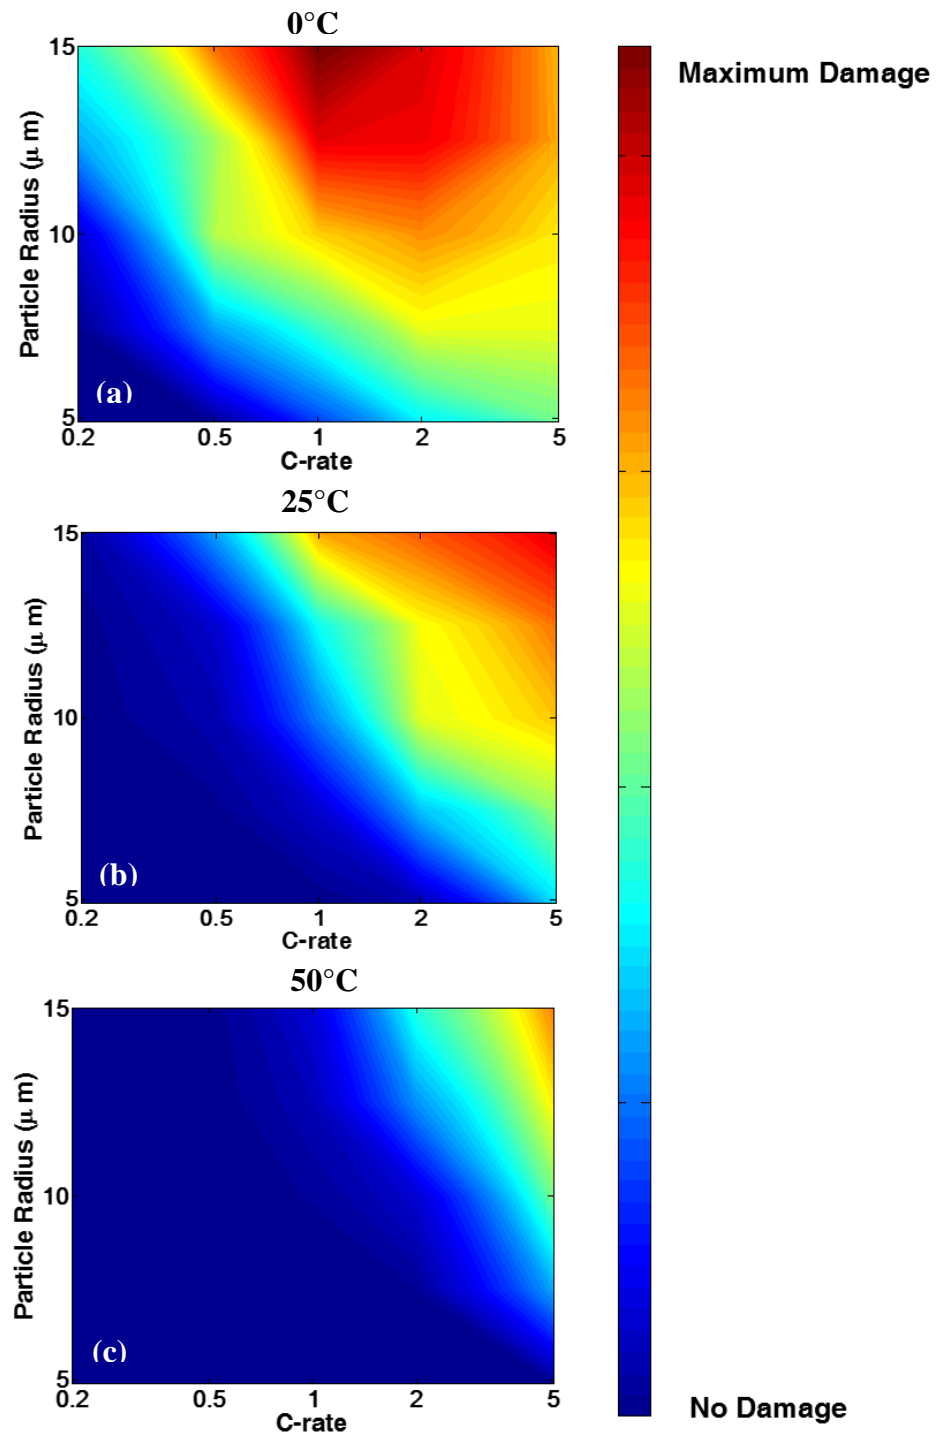 0°C
15
10
5
Particle Radius (μ m)
(a)
0.2 0.5 1 2 5
C-rate
25°C
15
10
5
Particle Radius (μ m)
(b)
0.2 0.5 1 2 5
C-rate
50°C
15
10
5
Particle Radius (μ m)
(c)
0.2 0.5 1 2 5
C-rate
Maximum Damage
No Damage